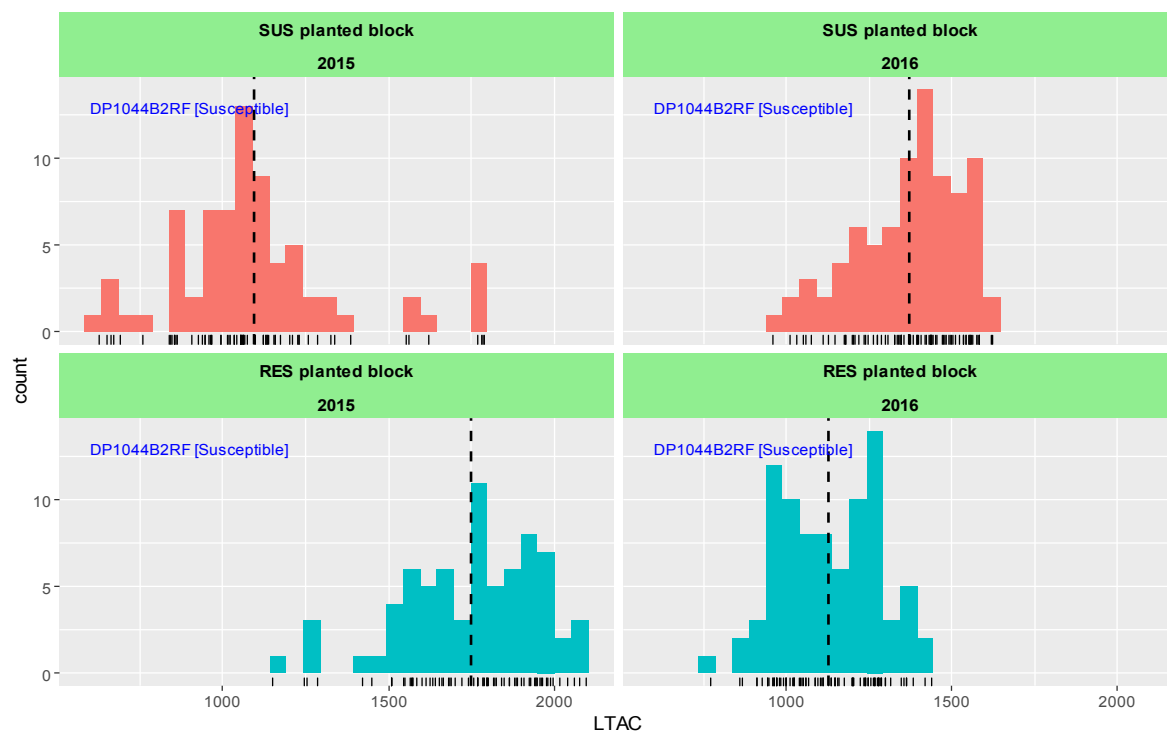 SUS planted block
2015
SUS planted block
2016
DP1044B2RF [Susceptible]
DP1044B2RF [Susceptible]
10
5
0
RES planted block
2015
RES planted block
2016
DP1044B2RF [Susceptible]
DP1044B2RF [Susceptible]
10
5
0
count
1000
1500
2000
1000
1500
2000
LTAC